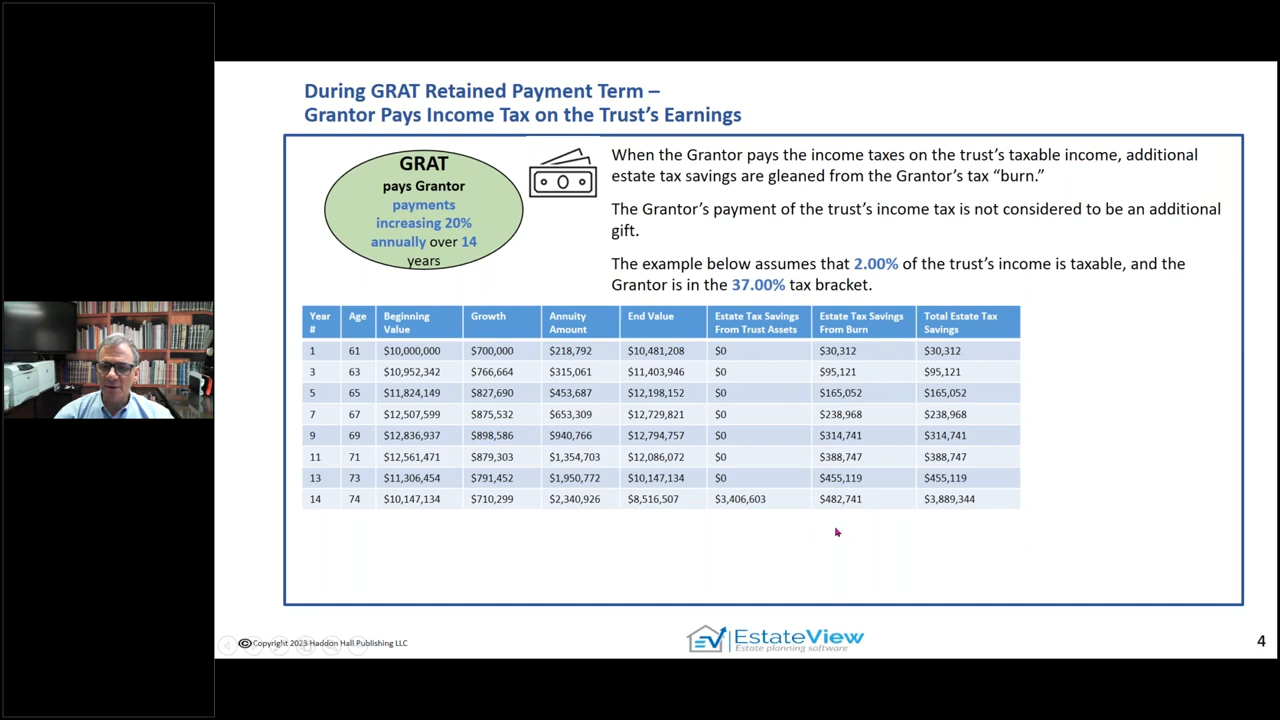 During GRAT Retained Payment Term –
Grantor Pays Income Tax on the Trust's Earnings
GRAT
pays Grantor
payments
increasing 20%
annually over 14
years
When the Grantor pays the income taxes on the trust's taxable income, additional
estate tax savings are gleaned from the Grantor's tax “burn.”
The Grantor's payment of the trust's income tax is not considered to be an additional
gift.
The example below assumes that 2.00% of the trust's income is taxable, and the
Grantor is in the 37.00% tax bracket.
Year # Age Beginning Value Growth Annuity Amount End Value Estate Tax Savings From Trust Assets Estate Tax Savings From Burn Total Estate Tax Savings
1 61 $10,000,000 $700,000 $218,792 $10,481,208 $0 $30,312 $30,312
3 63 $10,952,342 $766,664 $315,061 $11,403,946 $0 $95,121 $95,121
5 65 $11,824,149 $827,690 $453,687 $12,198,152 $0 $165,052 $165,052
7 67 $12,507,599 $875,532 $653,309 $12,729,821 $0 $238,968 $238,968
9 69 $12,836,937 $898,586 $940,766 $12,794,757 $0 $314,741 $314,741
11 71 $12,561,471 $879,303 $1,354,703 $12,086,072 $0 $388,747 $388,747
13 73 $11,306,454 $791,452 $1,950,772 $10,147,134 $0 $455,119 $455,119
14 74 $10,147,134 $710,299 $2,340,926 $8,516,507 $3,406,603 $482,741 $3,889,344
© Copyright 2023 Haddon Hall Publishing LLC
EV EstateView
Estate planning software
4